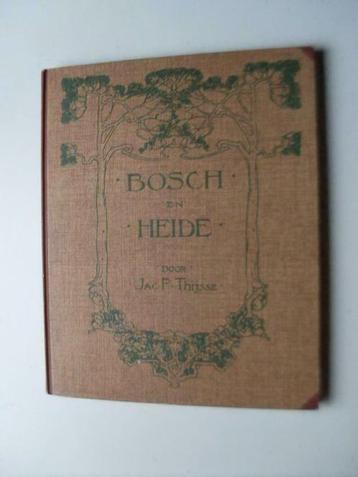 · BOSCH ·
EN
· HEIDE ·
DOOR
JAC. P. THIJSSE